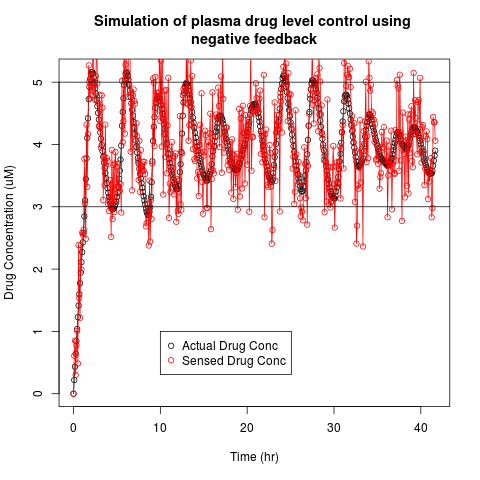 Simulation of plasma drug level control using
negative feedback
Drug Concentration (uM)
5
4
3
2
1
0
Actual Drug Conc
Sensed Drug Conc
0 10 20 30 40
Time (hr)